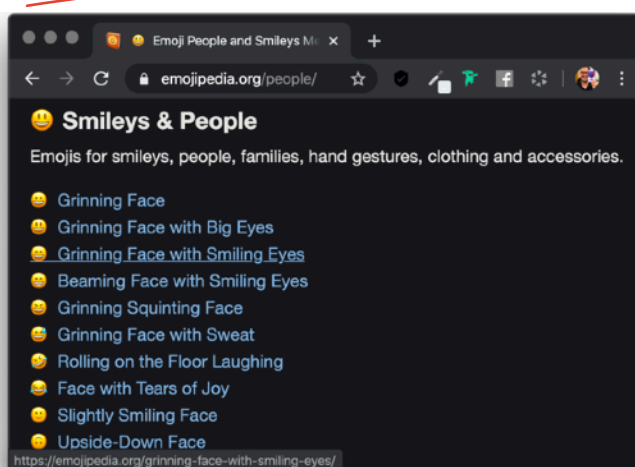 Emoji People and Smileys Me
emojipedia.org/people/
😃 Smileys & People
Emojis for smileys, people, families, hand gestures, clothing and accessories.
😀 Grinning Face
😃 Grinning Face with Big Eyes
😄 Grinning Face with Smiling Eyes
😁 Beaming Face with Smiling Eyes
😆 Grinning Squinting Face
😅 Grinning Face with Sweat
🤣 Rolling on the Floor Laughing
😂 Face with Tears of Joy
🙂 Slightly Smiling Face
🙃 Upside-Down Face
https://emojipedia.org/grinning-face-with-smiling-eyes/